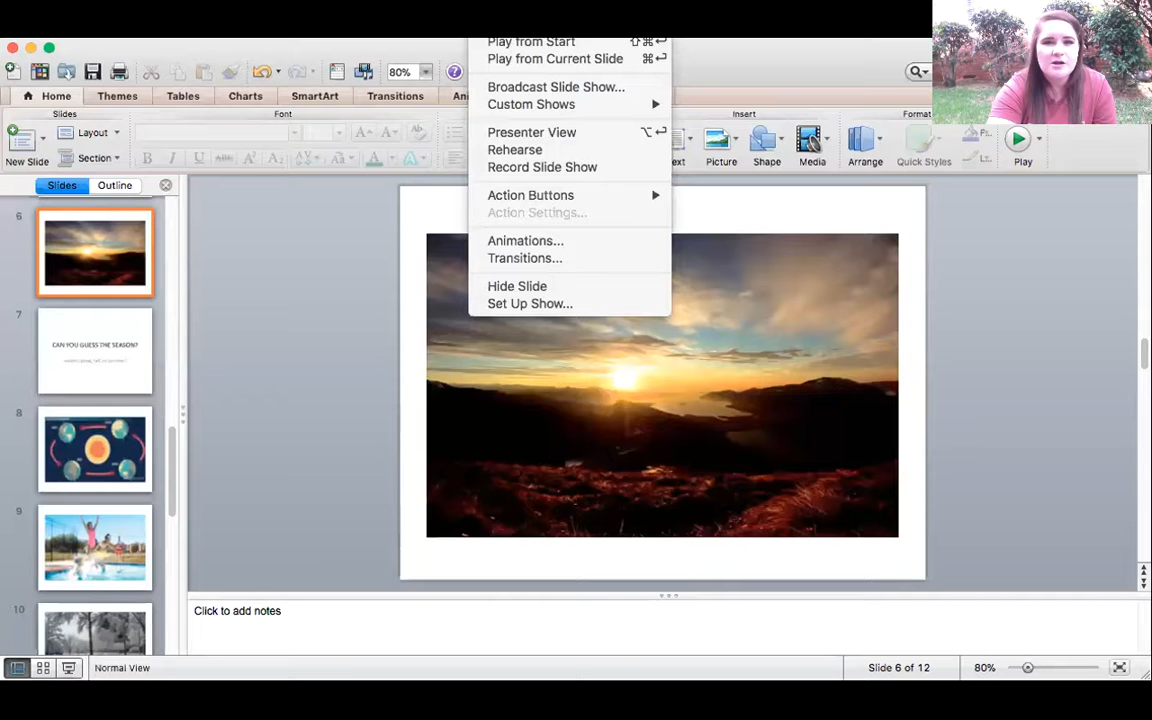 Play from Start ⇧⌘↩
Play from Current Slide ⌘↩
Broadcast Slide Show...
Custom Shows
Presenter View ⌥↩
Rehearse
Record Slide Show
Action Buttons
Action Settings...
Animations...
Transitions...
Hide Slide
Set Up Show...
80%
Home Themes Tables Charts SmartArt Transitions
Slides Font Insert
New Slide
Layout
Section
B I U
Picture Shape Media Arrange Quick Styles Play
Slides Outline
6
7
CAN YOU GUESS THE SEASON?
8
9
10
Click to add notes
Normal View
Slide 6 of 12
80%